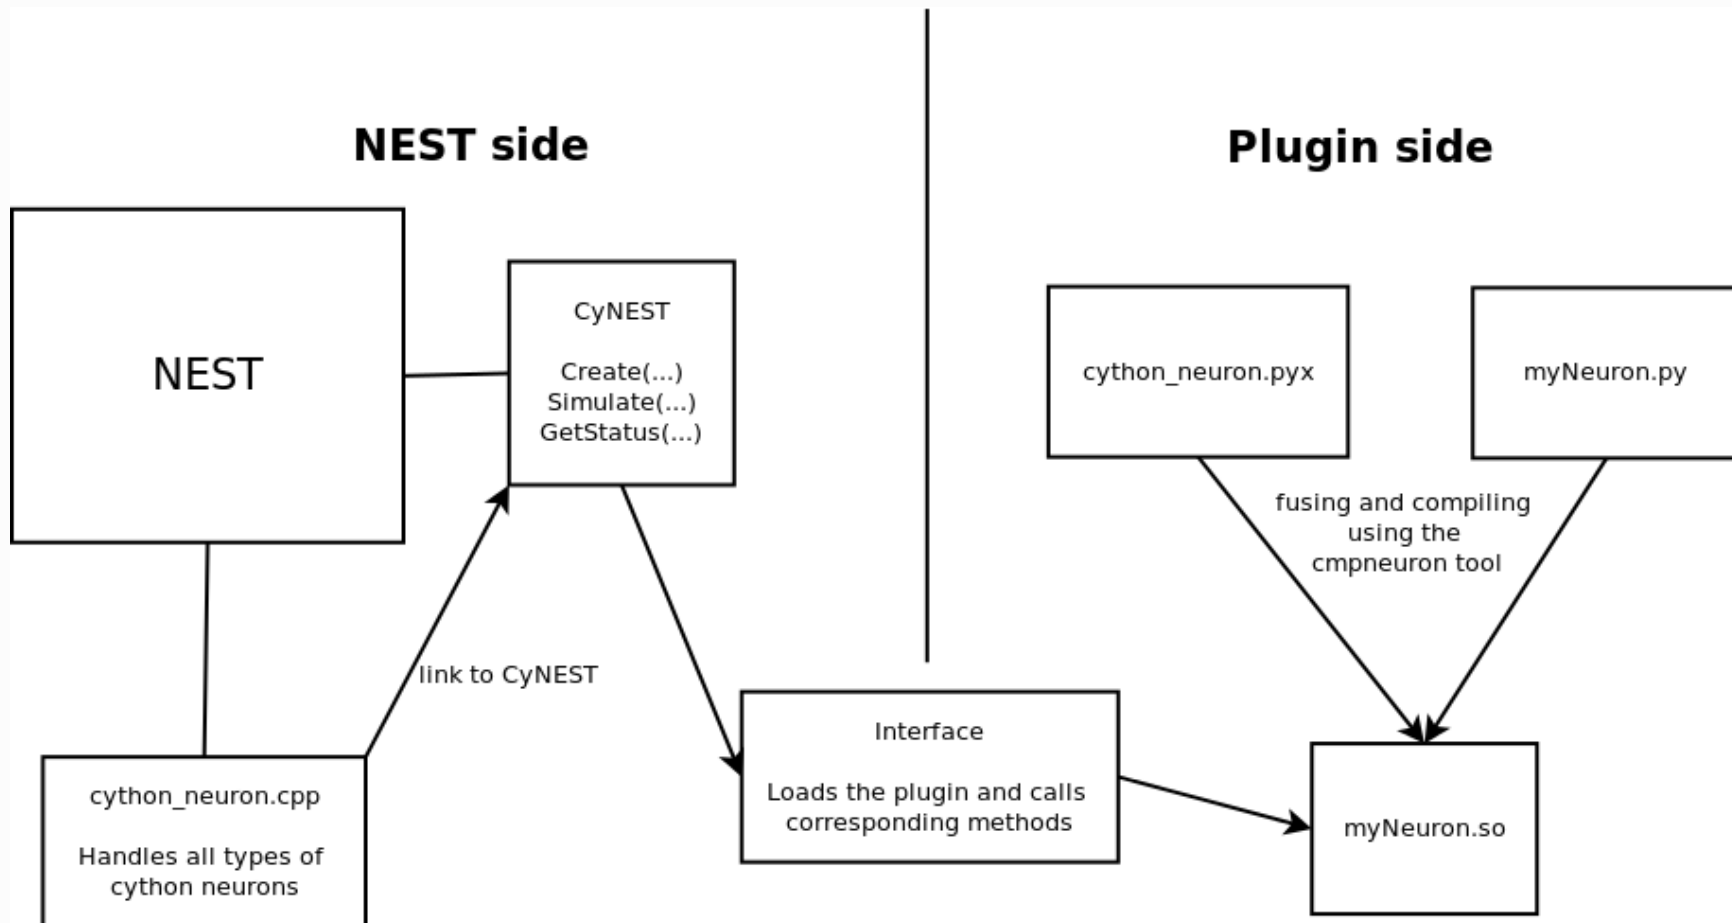 NEST side
Plugin side
NEST
CyNEST
Create(...)
Simulate(...)
GetStatus(...)
cython_neuron.pyx
myNeuron.py
fusing and compiling
using the
cmpneuron tool
link to CyNEST
cython_neuron.cpp
Handles all types of
cython neurons
Interface
Loads the plugin and calls
corresponding methods
myNeuron.so